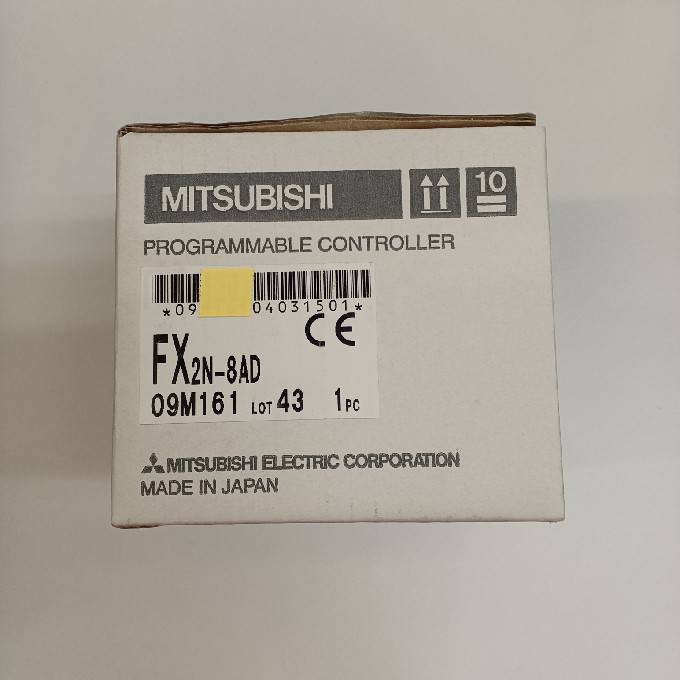 MITSUBISHI
10
PROGRAMMABLE CONTROLLER
*09 04031501*
CE
FX2N-8AD
09M161 LOT 43 1PC
MITSUBISHI ELECTRIC CORPORATION
MADE IN JAPAN